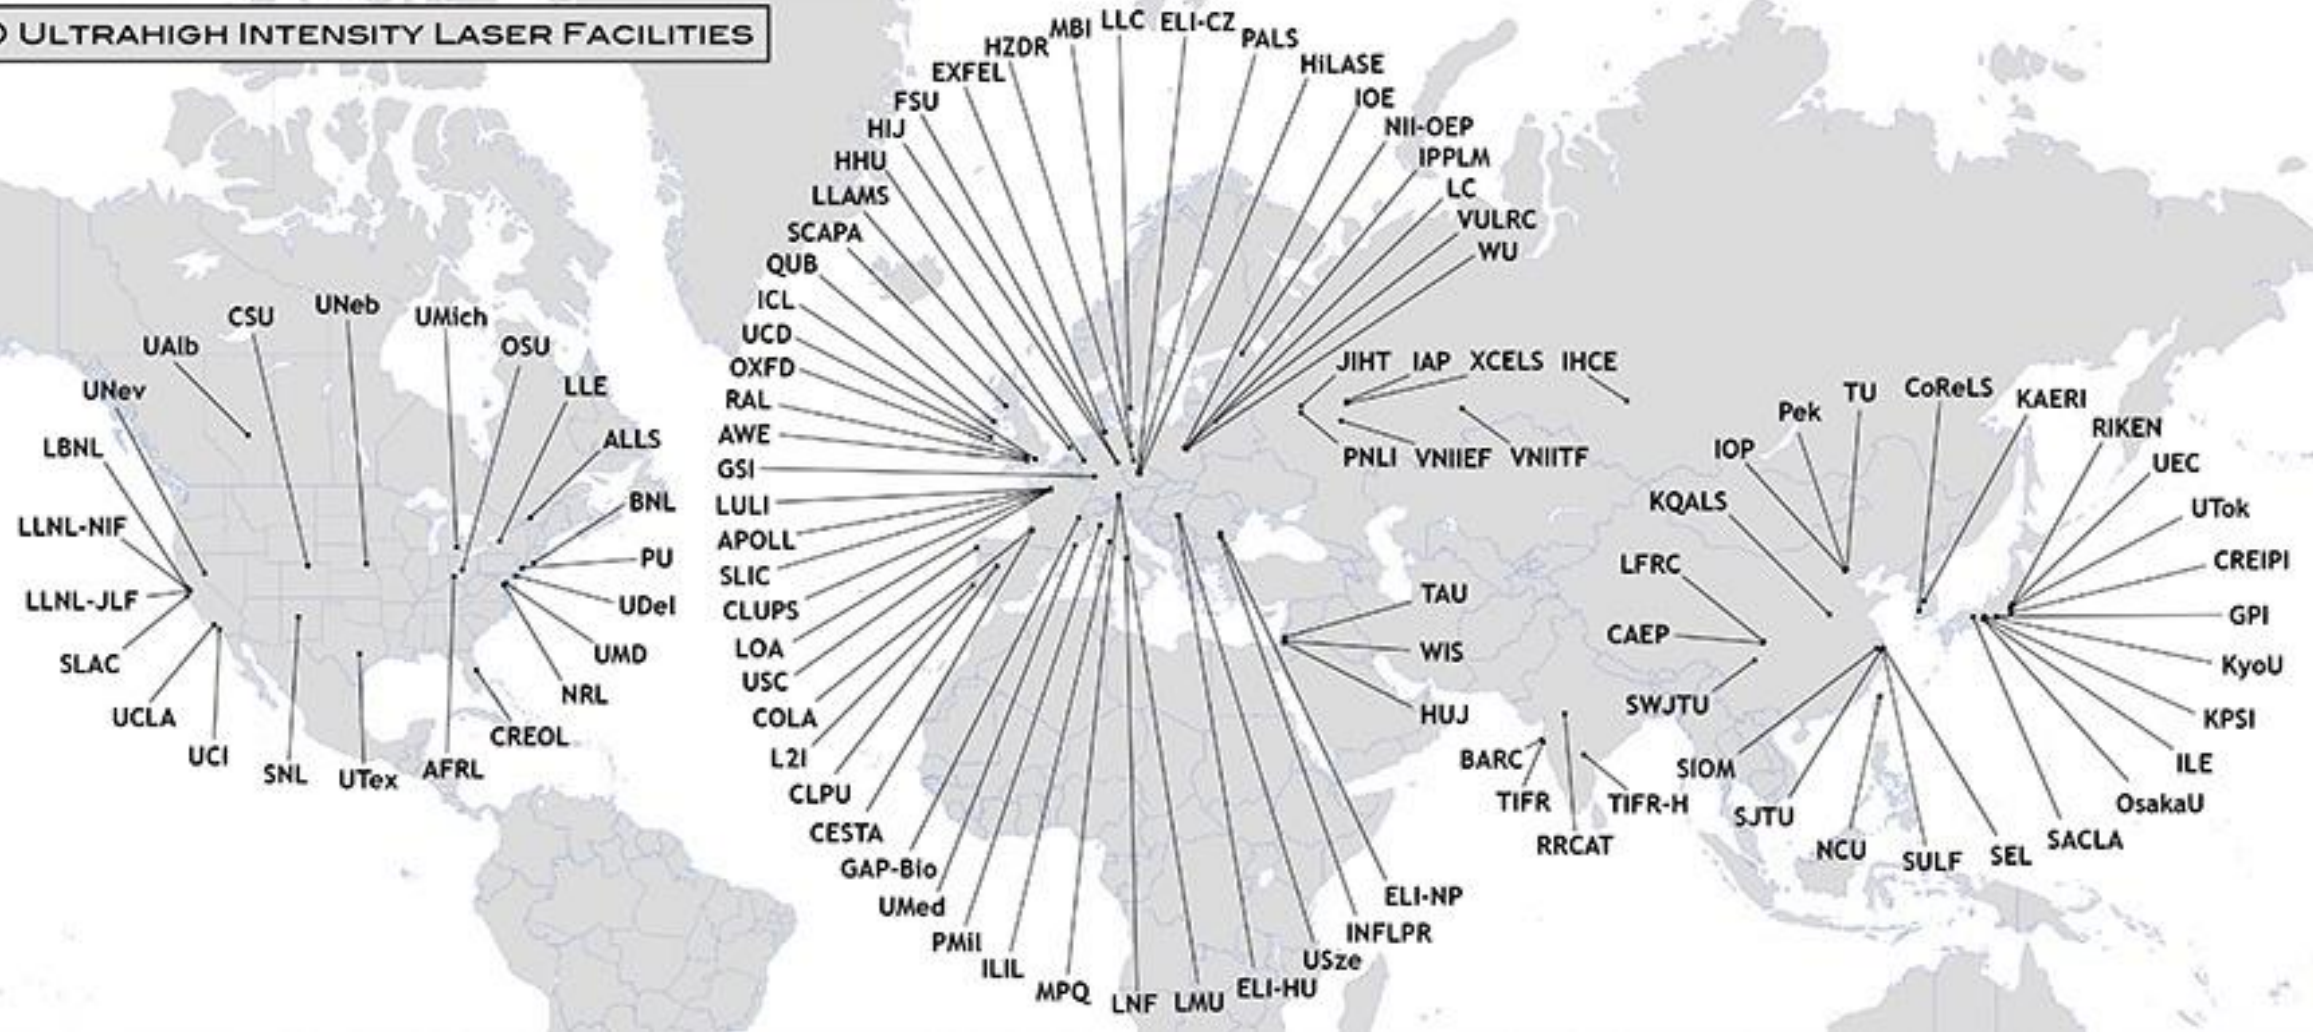 ULTRAHIGH INTENSITY LASER FACILITIES
UNev
UAlb
CSU
UNeb
UMich
OSU
LLE
ALLS
BNL
PU
UDel
UMD
NRL
CREOL
AFRL
UTex
SNL
UCI
UCLA
SLAC
LLNL-JLF
LLNL-NIF
LBNL
LLC
ELI-CZ
PALS
HiLASE
IOE
NII-OEP
IPPLM
LC
VULRC
WU
MBI
HZDR
EXFEL
FSU
HIJ
HHU
LLAMS
SCAPA
QUB
ICL
UCD
OXFD
RAL
AWE
GSI
LULI
APOLL
SLIC
CLUPS
LOA
USC
COLA
L2I
CLPU
CESTA
GAP-Bio
UMed
PMil
ILIL
MPQ
LNF
LMU
ELI-HU
USze
INFLPR
ELI-NP
JIHT
IAP
XCELS
IHCE
PNLI
VNIIEF
VNIITF
TAU
WIS
HUJ
BARC
TIFR
RRCAT
TIFR-H
Pek
TU
CoReLS
KAERI
RIKEN
UEC
UTok
CREIPI
GPI
KyoU
KPSI
ILE
OsakaU
SACLA
SEL
SULF
NCU
SJTU
SIOM
SWJTU
CAEP
LFRC
KQALS
IOP